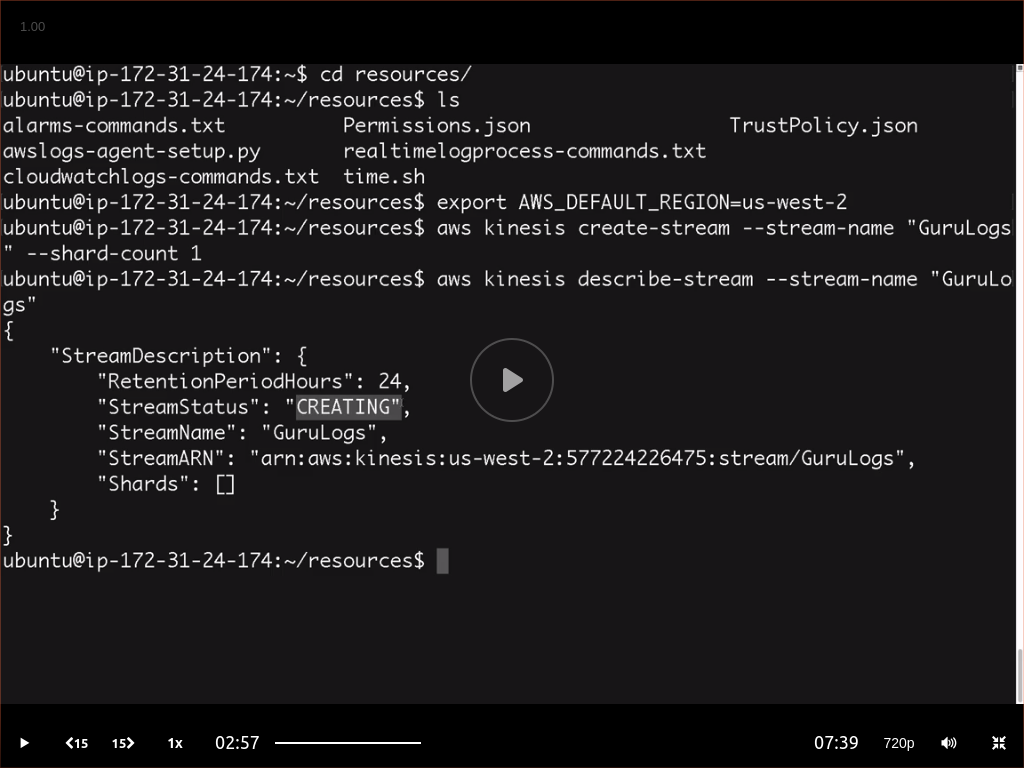 1.00
ubuntu@ip-172-31-24-174:~$ cd resources/
ubuntu@ip-172-31-24-174:~/resources$ ls
alarms-commands.txt Permissions.json TrustPolicy.json
awslogs-agent-setup.py realtimelogprocess-commands.txt
cloudwatchlogs-commands.txt time.sh
ubuntu@ip-172-31-24-174:~/resources$ export AWS_DEFAULT_REGION=us-west-2
ubuntu@ip-172-31-24-174:~/resources$ aws kinesis create-stream --stream-name "GuruLogs
" --shard-count 1
ubuntu@ip-172-31-24-174:~/resources$ aws kinesis describe-stream --stream-name "GuruLo
gs"
{
    "StreamDescription": {
        "RetentionPeriodHours": 24,
        "StreamStatus": "CREATING",
        "StreamName": "GuruLogs",
        "StreamARN": "arn:aws:kinesis:us-west-2:577224226475:stream/GuruLogs",
        "Shards": []
    }
}
ubuntu@ip-172-31-24-174:~/resources$
15 15 1x 02:57 07:39 720p